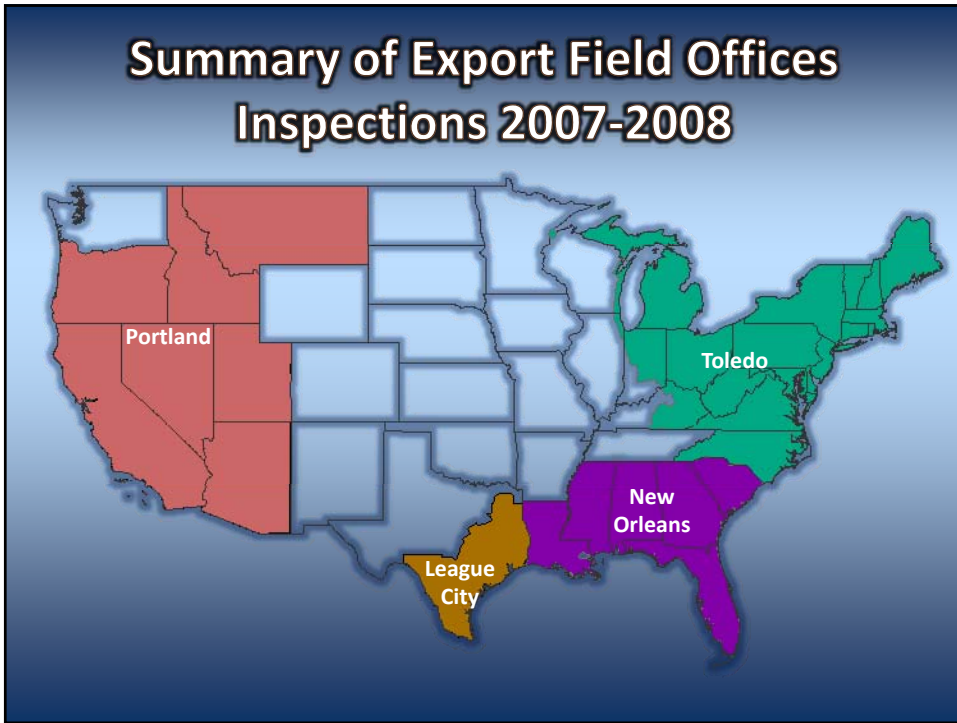 Summary of Export Field Offices
Inspections 2007-2008
Portland
Toledo
New
Orleans
League
City